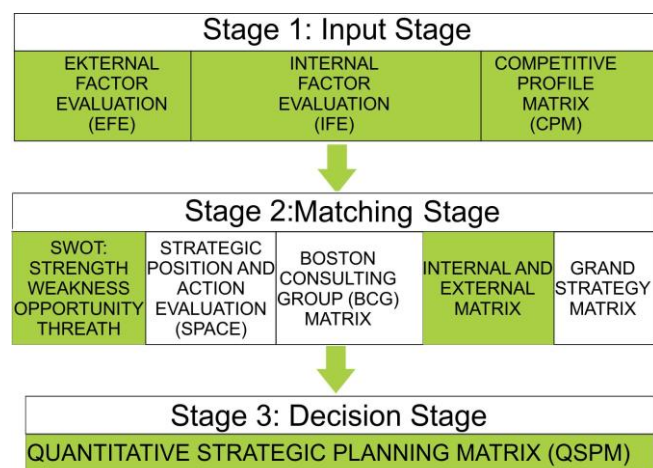 Stage 1: Input Stage
EKTERNAL
FACTOR
EVALUATION
(EFE)
INTERNAL
FACTOR
EVALUATION
(IFE)
COMPETITIVE
PROFILE
MATRIX
(CPM)
Stage 2:Matching Stage
SWOT:
STRENGTH
WEAKNESS
OPPORTUNITY
THREATH
STRATEGIC
POSITION AND
ACTION
EVALUATION
(SPACE)
BOSTON
CONSULTING
GROUP (BCG)
MATRIX
INTERNAL AND
EXTERNAL
MATRIX
GRAND
STRATEGY
MATRIX
Stage 3: Decision Stage
QUANTITATIVE STRATEGIC PLANNING MATRIX (QSPM)